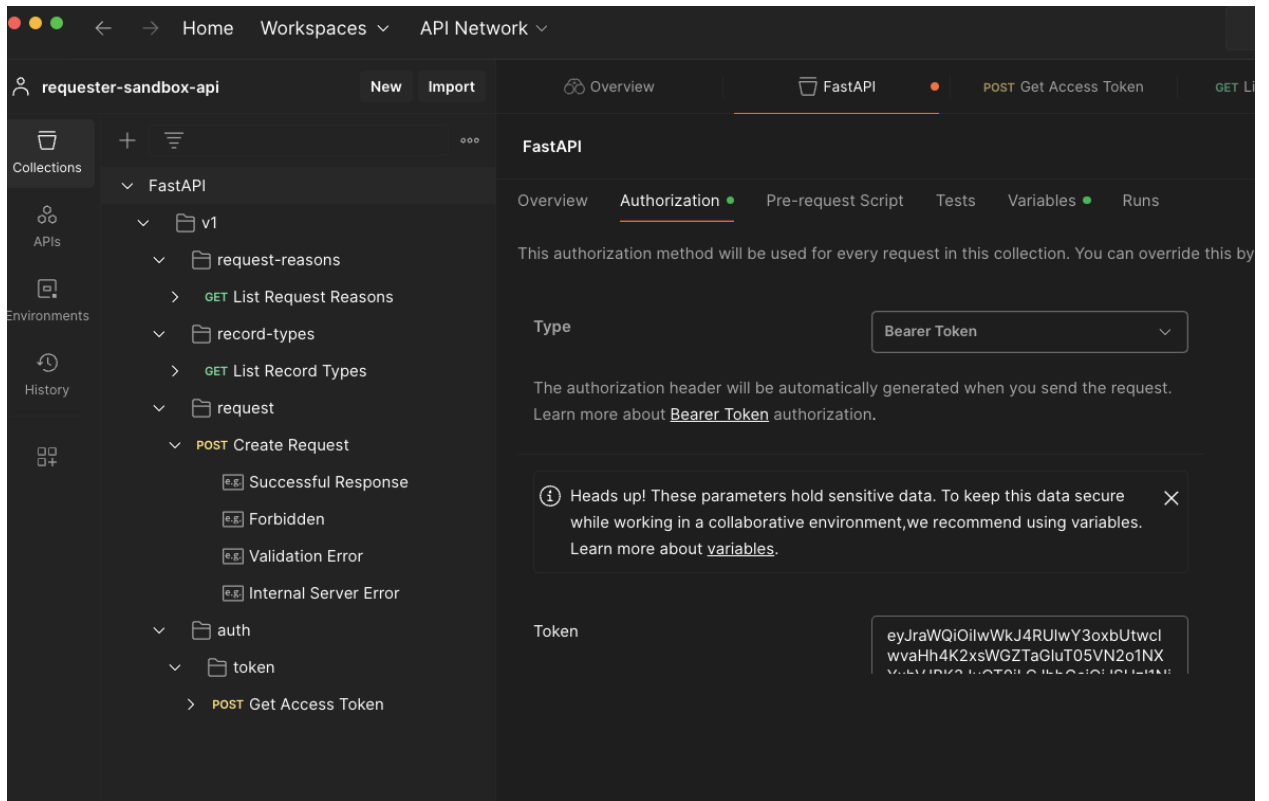 Home Workspaces API Network
requester-sandbox-api New Import
Overview FastAPI POST Get Access Token GET
Collections
APIs
Environments
History
FastAPI
v1
request-reasons
GET List Request Reasons
record-types
GET List Record Types
request
POST Create Request
e.g. Successful Response
e.g. Forbidden
e.g. Validation Error
e.g. Internal Server Error
auth
token
POST Get Access Token
FastAPI
Overview Authorization Pre-request Script Tests Variables Runs
This authorization method will be used for every request in this collection. You can override this by
Type Bearer Token
The authorization header will be automatically generated when you send the request.
Learn more about Bearer Token authorization.
Heads up! These parameters hold sensitive data. To keep this data secure
while working in a collaborative environment,we recommend using variables.
Learn more about variables.
Token